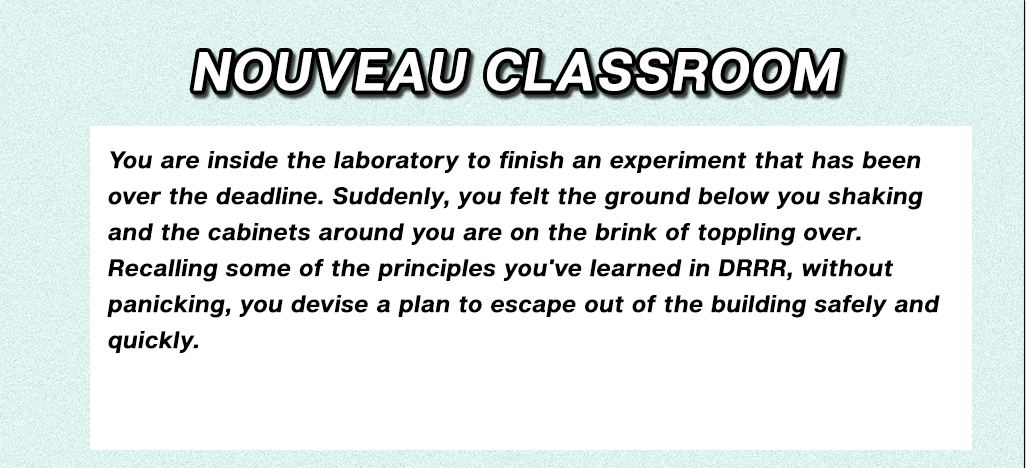 NOUVEAU CLASSROOM
You are inside the laboratory to finish an experiment that has been
over the deadline. Suddenly, you felt the ground below you shaking
and the cabinets around you are on the brink of toppling over.
Recalling some of the principles you've learned in DRRR, without
panicking, you devise a plan to escape out of the building safely and
quickly.